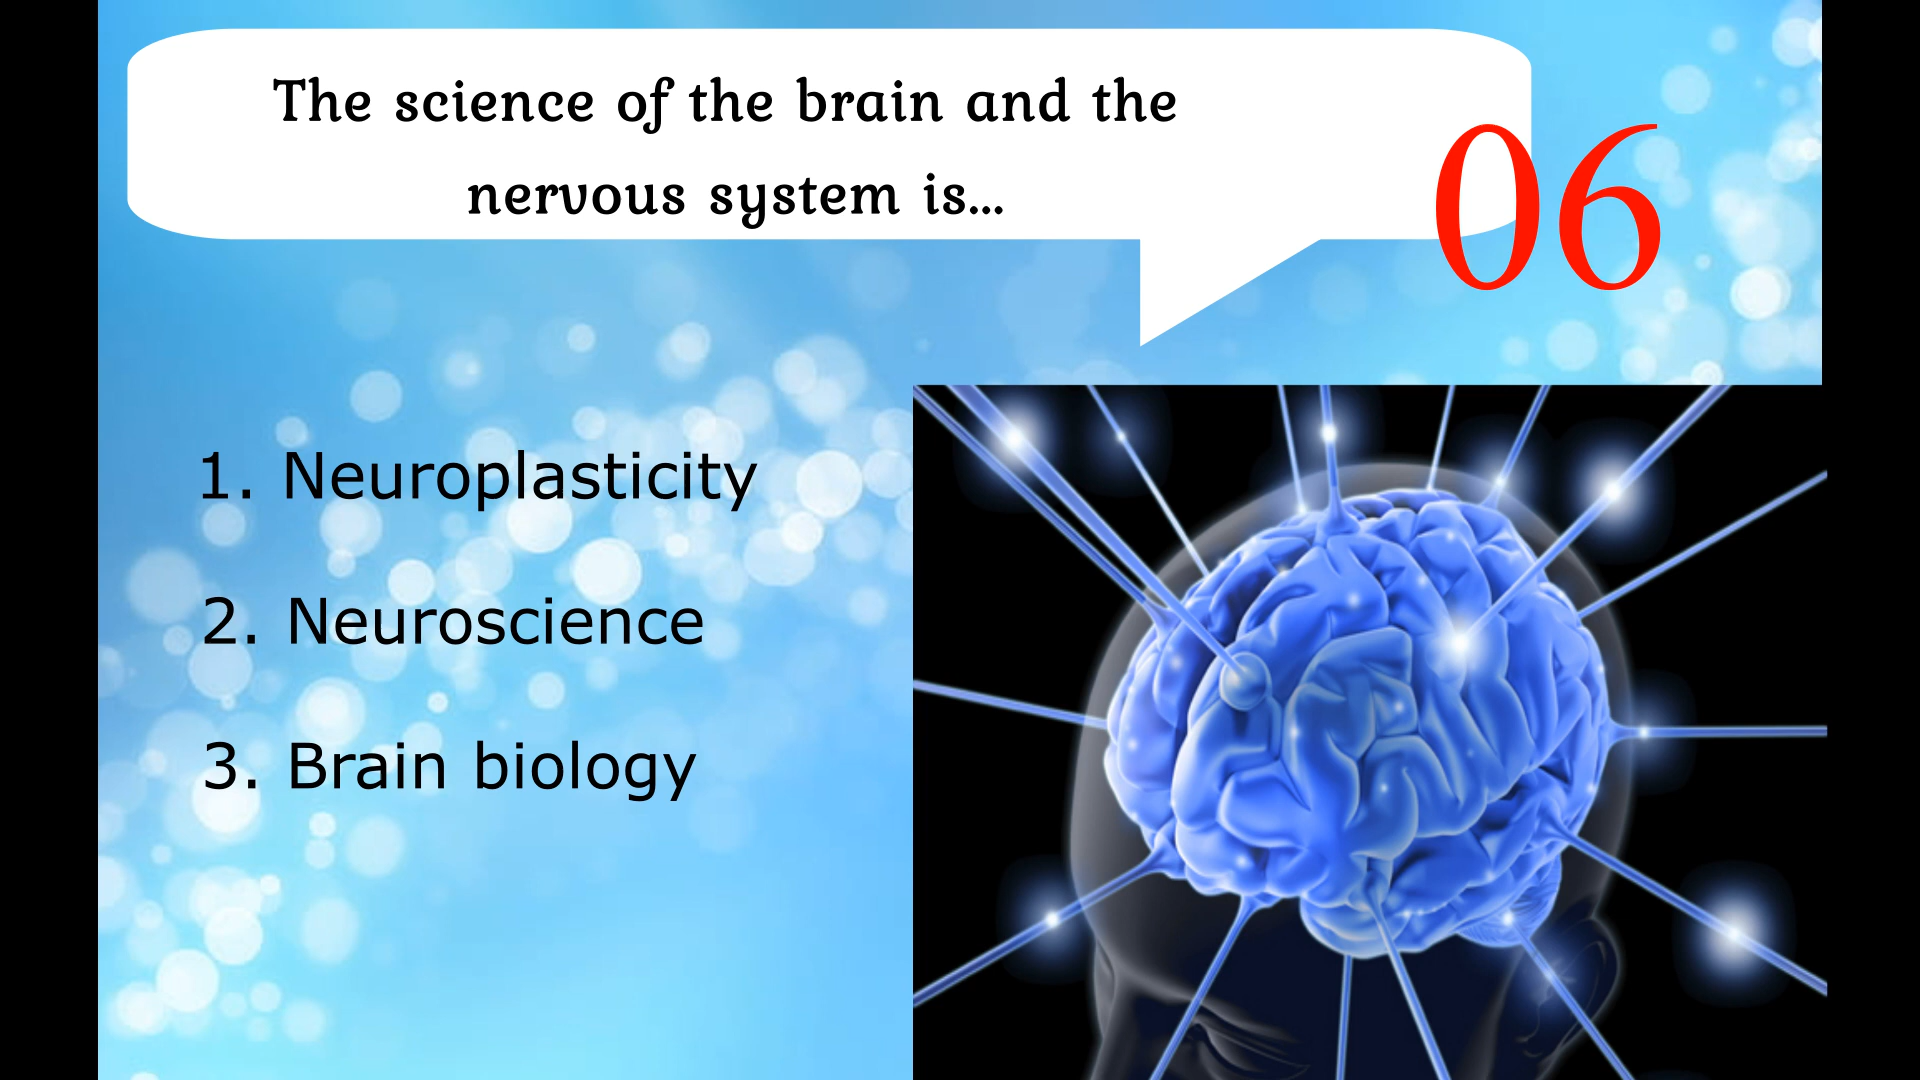 The science of the brain and the
nervous system is...
06
1. Neuroplasticity
2. Neuroscience
3. Brain biology